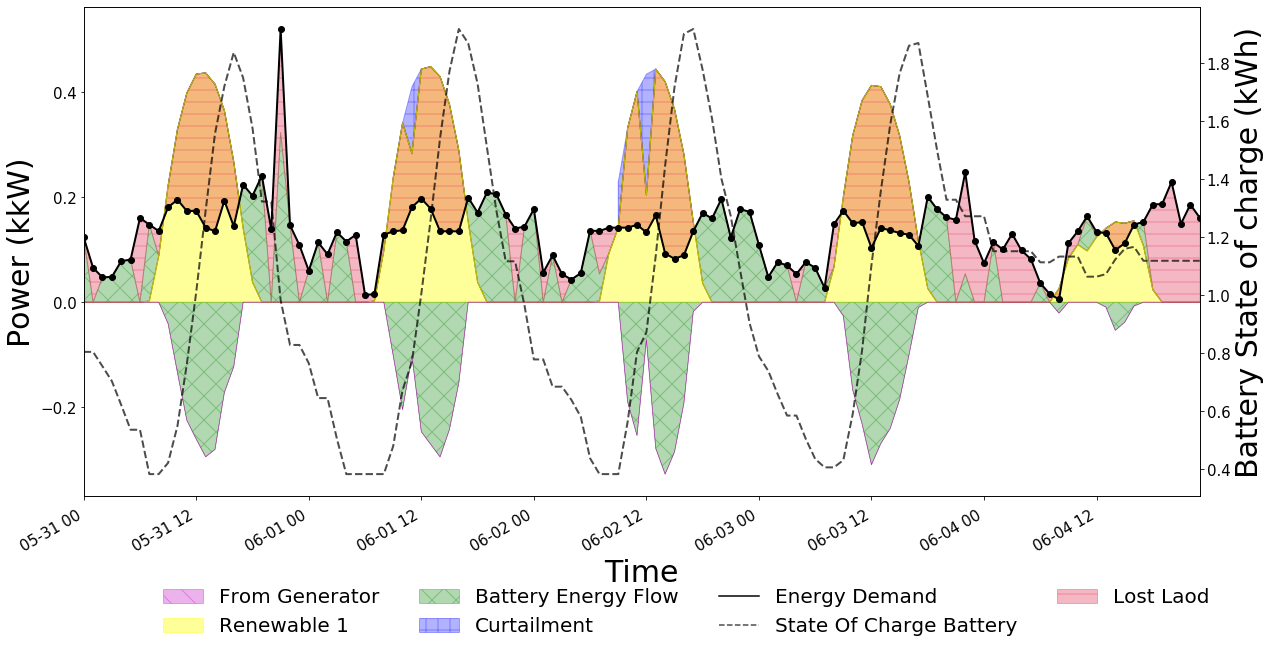 Power (kkW)
0.4
0.2
0.0
−0.2
1.8
1.6
1.4
1.2
1.0
0.8
0.6
0.4
Battery State of charge (kWh)
05-31 00
05-31 12
06-01 00
06-01 12
06-02 00
06-02 12
06-03 00
06-03 12
06-04 00
06-04 12
Time
From Generator
Battery Energy Flow
Energy Demand
Lost Laod
Renewable 1
Curtailment
State Of Charge Battery